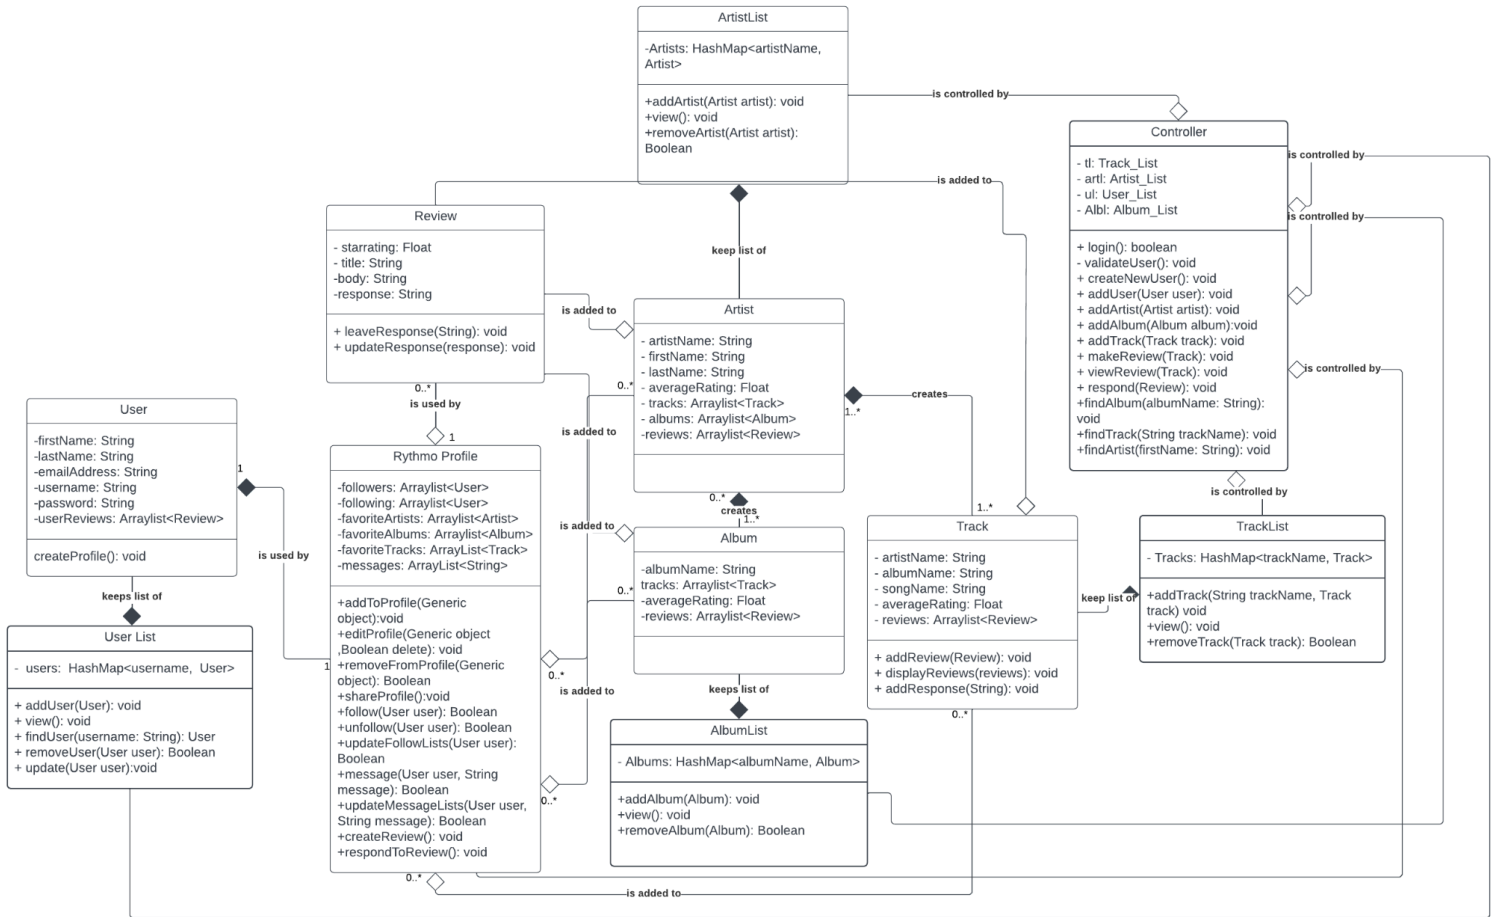 ArtistList
-Artists: HashMap<artistName,
Artist>
+addArtist(Artist artist): void
+view(): void
+removeArtist(Artist artist):
Boolean
is controlled by
Controller
- tl: Track_List
- artl: Artist_List
- ul: User_List
- Albl: Album_List
+ login(): boolean
- validateUser(): void
+ createNewUser(): void
+ addUser(User user): void
+ addArtist(Artist artist): void
+ addAlbum(Album album):void
+ addTrack(Track track): void
+ makeReview(Track): void
+ viewReview(Track): void
+ respond(Review): void
+findAlbum(albumName: String):
void
+findTrack(String trackName): void
+findArtist(firstName: String): void
is controlled by
is controlled by
is controlled by
is controlled by
is added to
Review
- starrating: Float
- title: String
-body: String
-response: String
+ leaveResponse(String): void
+ updateResponse(response): void
0..*
is used by
1
keep list of
is added to
Artist
- artistName: String
- firstName: String
- lastName: String
- averageRating: Float
- tracks: Arraylist<Track>
- albums: Arraylist<Album>
-reviews: Arraylist<Review>
0..*
1..*
creates
1..*
is added to
0..*
creates
1..*
is added to
User
-firstName: String
-lastName: String
-emailAddress: String
-username: String
-password: String
-userReviews: Arraylist<Review>
createProfile(): void
1
is used by
1
keeps list of
User List
- users: HashMap<username, User>
+ addUser(User): void
+ view(): void
+ findUser(username: String): User
+ removeUser(User user): Boolean
+ update(User user):void
Rythmo Profile
-followers: Arraylist<User>
-following: Arraylist<User>
-favoriteArtists: Arraylist<Artist>
-favoriteAlbums: Arraylist<Album>
-favoriteTracks: ArrayList<Track>
-messages: ArrayList<String>
+addToProfile(Generic
object):void
+editProfile(Generic object
,Boolean delete): void
+removeFromProfile(Generic
object): Boolean
+shareProfile():void
+follow(User user): Boolean
+unfollow(User user): Boolean
+updateFollowLists(User user):
Boolean
+message(User user, String
message): Boolean
+updateMessageLists(User user,
String message): Boolean
+createReview(): void
+respondToReview(): void
0..*
0..*
0..*
is added to
is added to
Album
-albumName: String
tracks: Arraylist<Track>
-averageRating: Float
-reviews: Arraylist<Review>
0..*
keeps list of
AlbumList
- Albums: HashMap<albumName, Album>
+addAlbum(Album): void
+view(): void
+removeAlbum(Album): Boolean
Track
- artistName: String
- albumName: String
- songName: String
- averageRating: Float
- reviews: Arraylist<Review>
+ addReview(Review): void
+ displayReviews(reviews): void
+ addResponse(String): void
0..*
keep list of
TrackList
- Tracks: HashMap<trackName, Track>
+addTrack(String trackName, Track
track) void
+view(): void
+removeTrack(Track track): Boolean